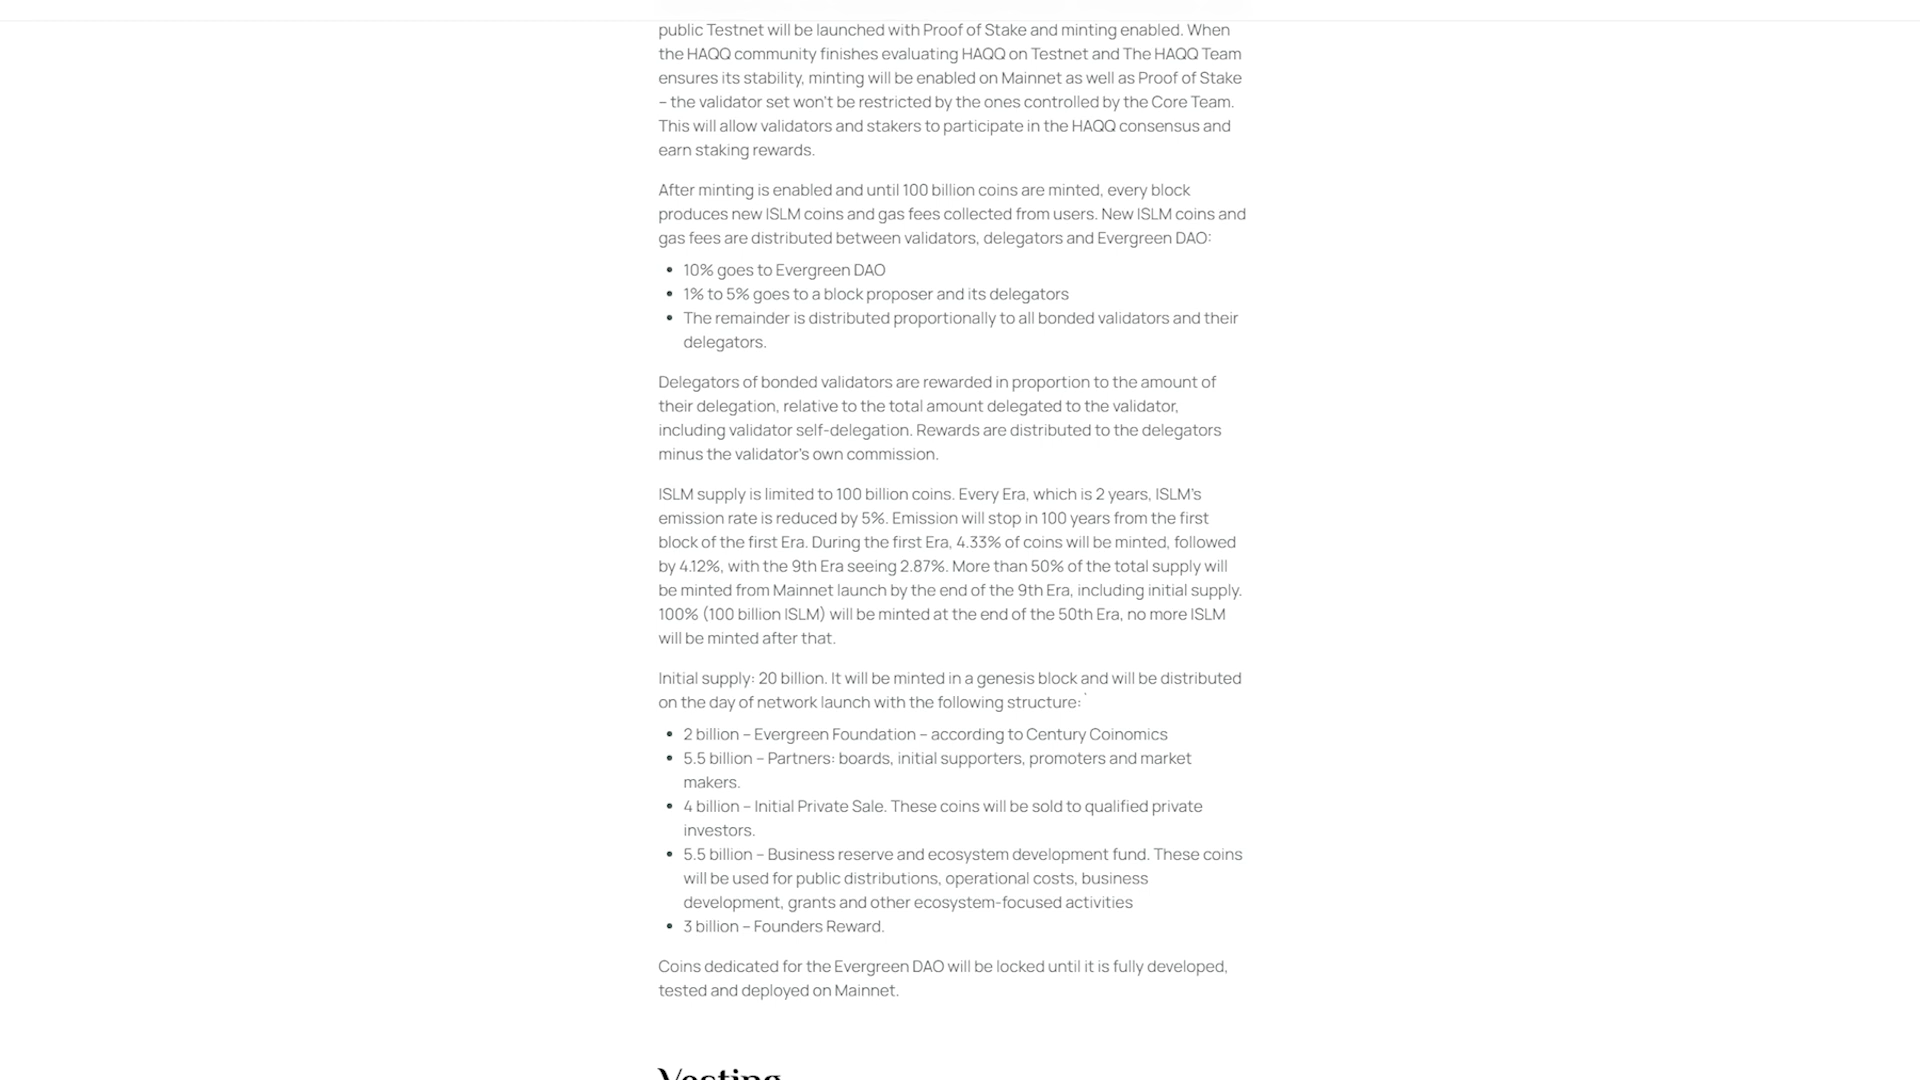 public Testnet will be launched with Proof of Stake and minting enabled. When
the HAQQ community finishes evaluating HAQQ on Testnet and The HAQQ Team
ensures its stability, minting will be enabled on Mainnet as well as Proof of Stake
– the validator set won't be restricted by the ones controlled by the Core Team.
This will allow validators and stakers to participate in the HAQQ consensus and
earn staking rewards.
After minting is enabled and until 100 billion coins are minted, every block
produces new ISLM coins and gas fees collected from users. New ISLM coins and
gas fees are distributed between validators, delegators and Evergreen DAO:
• 10% goes to Evergreen DAO
• 1% to 5% goes to a block proposer and its delegators
• The remainder is distributed proportionally to all bonded validators and their
delegators.
Delegators of bonded validators are rewarded in proportion to the amount of
their delegation, relative to the total amount delegated to the validator,
including validator self-delegation. Rewards are distributed to the delegators
minus the validator's own commission.
ISLM supply is limited to 100 billion coins. Every Era, which is 2 years, ISLM's
emission rate is reduced by 5%. Emission will stop in 100 years from the first
block of the first Era. During the first Era, 4.33% of coins will be minted, followed
by 4.12%, with the 9th Era seeing 2.87%. More than 50% of the total supply will
be minted from Mainnet launch by the end of the 9th Era, including initial supply.
100% (100 billion ISLM) will be minted at the end of the 50th Era, no more ISLM
will be minted after that.
Initial supply: 20 billion. It will be minted in a genesis block and will be distributed
on the day of network launch with the following structure:
• 2 billion – Evergreen Foundation – according to Century Coinomics
• 5.5 billion – Partners: boards, initial supporters, promoters and market
makers.
• 4 billion – Initial Private Sale. These coins will be sold to qualified private
investors.
• 5.5 billion – Business reserve and ecosystem development fund. These coins
will be used for public distributions, operational costs, business
development, grants and other ecosystem-focused activities
• 3 billion – Founders Reward.
Coins dedicated for the Evergreen DAO will be locked until it is fully developed,
tested and deployed on Mainnet.
Vesting